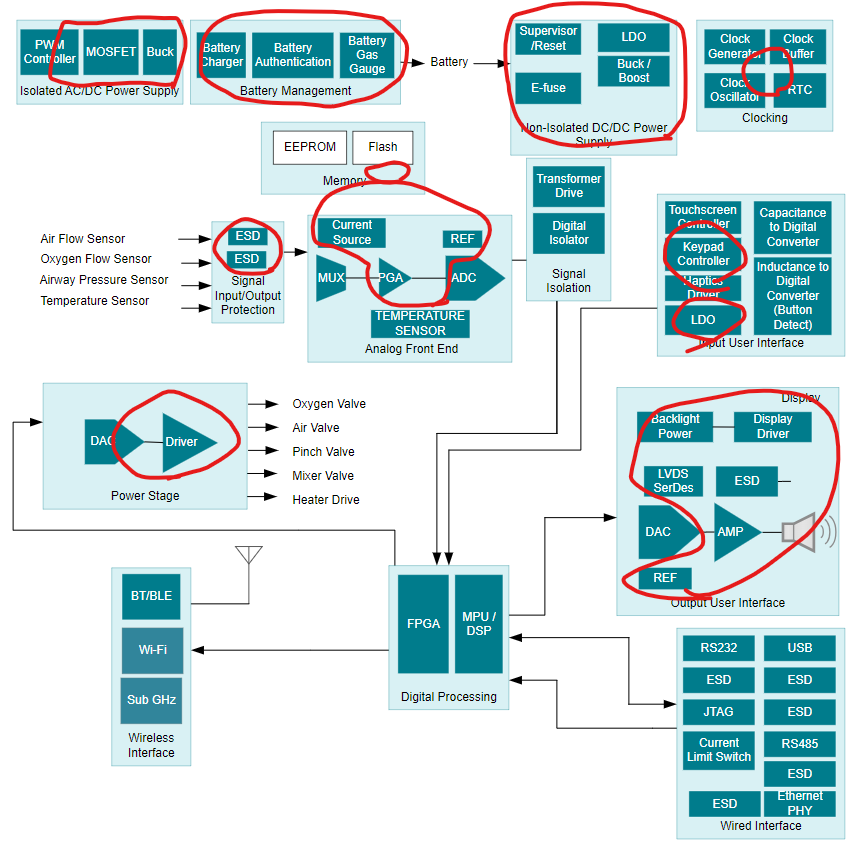 PWM
Controller
MOSFET
Buck
Isolated AC/DC Power Supply
Battery
Charger
Battery
Authentication
Battery
Gas
Gauge
Battery Management
Battery
Supervisor
/Reset
LDO
Buck /
Boost
E-fuse
Non-Isolated DC/DC Power
Supply
Clock
Generator
Clock
Buffer
Clock
Oscillator
RTC
Clocking
EEPROM
Flash
Memory
Air Flow Sensor
Oxygen Flow Sensor
Airway Pressure Sensor
Temperature Sensor
ESD
ESD
Signal
Input/Output
Protection
Current
Source
REF
MUX
PGA
ADC
TEMPERATURE
SENSOR
Analog Front End
Transformer
Drive
Digital
Isolator
Signal
Isolation
Touchscreen
Controller
Keypad
Controller
Haptics
Driver
LDO
Capacitance
to Digital
Converter
Inductance to
Digital
Converter
(Button
Detect)
Input User Interface
DAC
Driver
Power Stage
Oxygen Valve
Air Valve
Pinch Valve
Mixer Valve
Heater Drive
Display
Backlight
Power
Display
Driver
LVDS
SerDes
ESD
DAC
AMP
REF
Output User Interface
BT/BLE
Wi-Fi
Sub GHz
Wireless
Interface
FPGA
MPU /
DSP
Digital Processing
RS232
USB
ESD
ESD
JTAG
ESD
Current
Limit Switch
RS485
ESD
ESD
Ethernet
PHY
Wired Interface